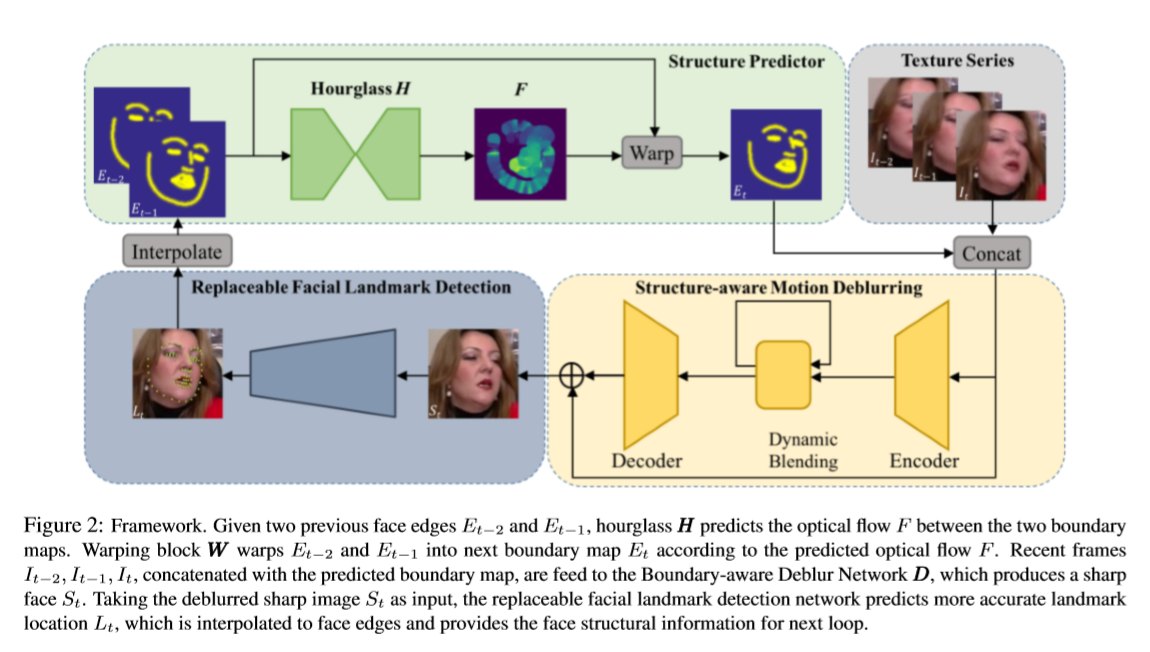 Structure Predictor
Texture Series
Hourglass H
F
Warp
E_{t−2}
E_{t−1}
E_t
I_{t−2}
I_{t−1}
I_t
Interpolate
Concat
Replaceable Facial Landmark Detection
Structure-aware Motion Deblurring
L_t
S_t
Decoder
Dynamic
Blending
Encoder
Figure 2: Framework. Given two previous face edges E_{t−2} and E_{t−1}, hourglass H predicts the optical flow F between the two boundary
maps. Warping block W warps E_{t−2} and E_{t−1} into next boundary map E_t according to the predicted optical flow F. Recent frames
I_{t−2}, I_{t−1}, I_t, concatenated with the predicted boundary map, are feed to the Boundary-aware Deblur Network D, which produces a sharp
face S_t. Taking the deblurred sharp image S_t as input, the replaceable facial landmark detection network predicts more accurate landmark
location L_t, which is interpolated to face edges and provides the face structural information for next loop.